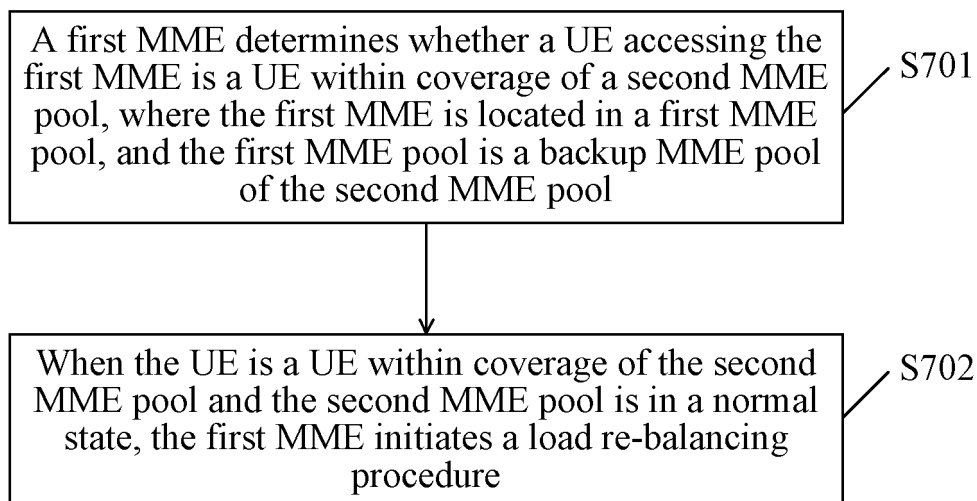 A first MME determines whether a UE accessing the
first MME is a UE within coverage of a second MME
pool, where the first MME is located in a first MME
pool, and the first MME pool is a backup MME pool
of the second MME pool
S701
When the UE is a UE within coverage of the second
MME pool and the second MME pool is in a normal
state, the first MME initiates a load re-balancing
procedure
S702